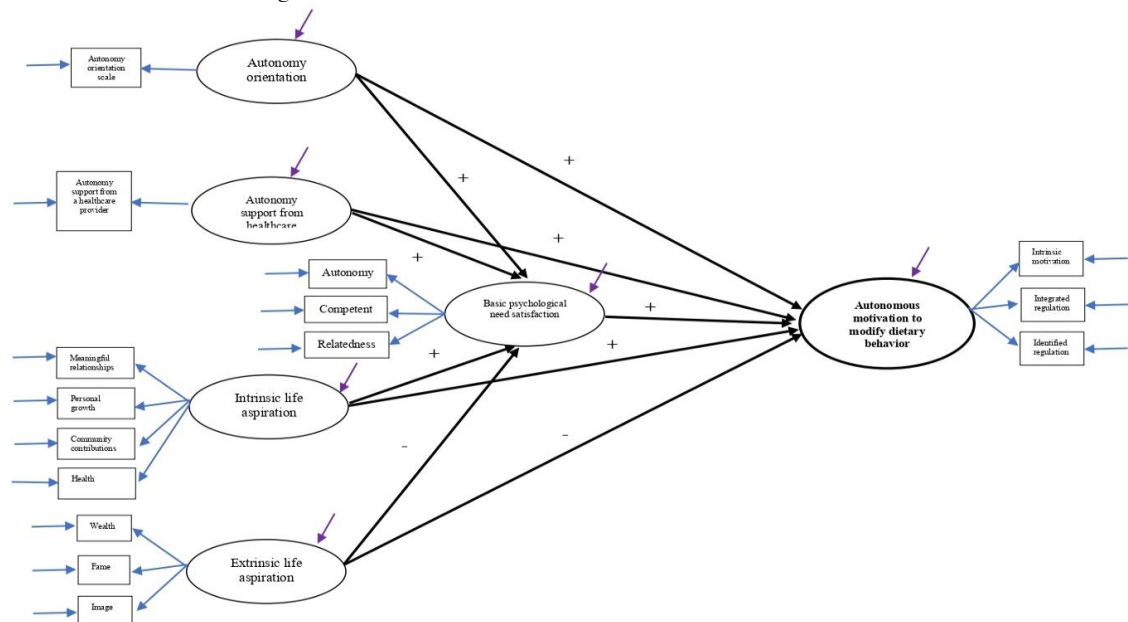 Autonomy
orientation
scale
Autonomy
orientation
+
+
Autonomy
support from
a healthcare
provider
Autonomy
support from
healthcare
+
+
Autonomy
Competent
Relatedness
Basic psychological
need satisfaction
+
+
+
Autonomous
motivation to
modify dietary
behavior
Intrinsic
motivation
Integrated
regulation
Identified
regulation
Meaningful
relationships
Personal
growth
Community
contributions
Health
Intrinsic life
aspiration
-
-
Wealth
Fame
Image
Extrinsic life
aspiration